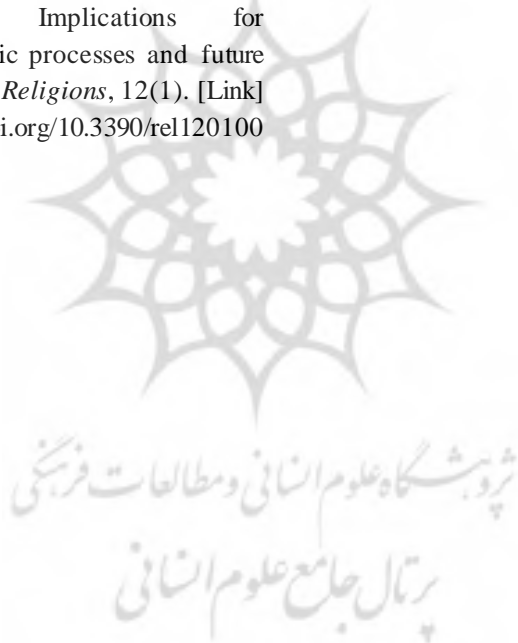 Implications for
ic processes and future
Religions, 12(1). [Link]
i.org/10.3390/rel120100
پژوهشگاه علوم انسانی و مطالعات فرهنگی
پرتال جامع علوم انسانی